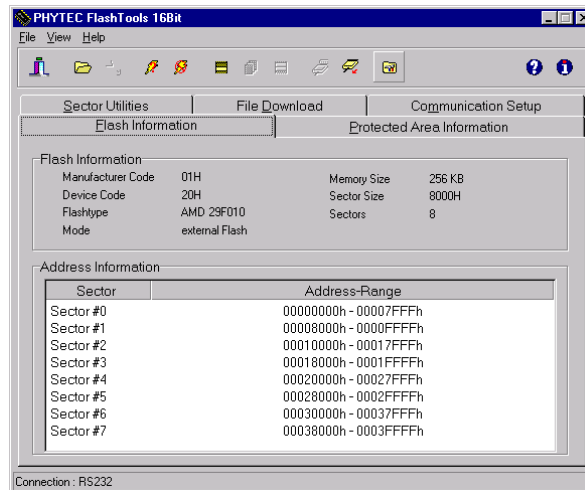 PHYTEC FlashTools 16Bit
File View Help
Sector Utilities File Download Communication Setup
Flash Information Protected Area Information
Flash Information
Manufacturer Code 01H Memory Size 256 KB
Device Code 20H Sector Size 8000H
Flashtype AMD 29F010 Sectors 8
Mode external Flash
Address Information
Sector Address-Range
Sector #0 00000000h - 00007FFFh
Sector #1 00008000h - 0000FFFFh
Sector #2 00010000h - 00017FFFh
Sector #3 00018000h - 0001FFFFh
Sector #4 00020000h - 00027FFFh
Sector #5 00028000h - 0002FFFFh
Sector #6 00030000h - 00037FFFh
Sector #7 00038000h - 0003FFFFh
Connection : RS232